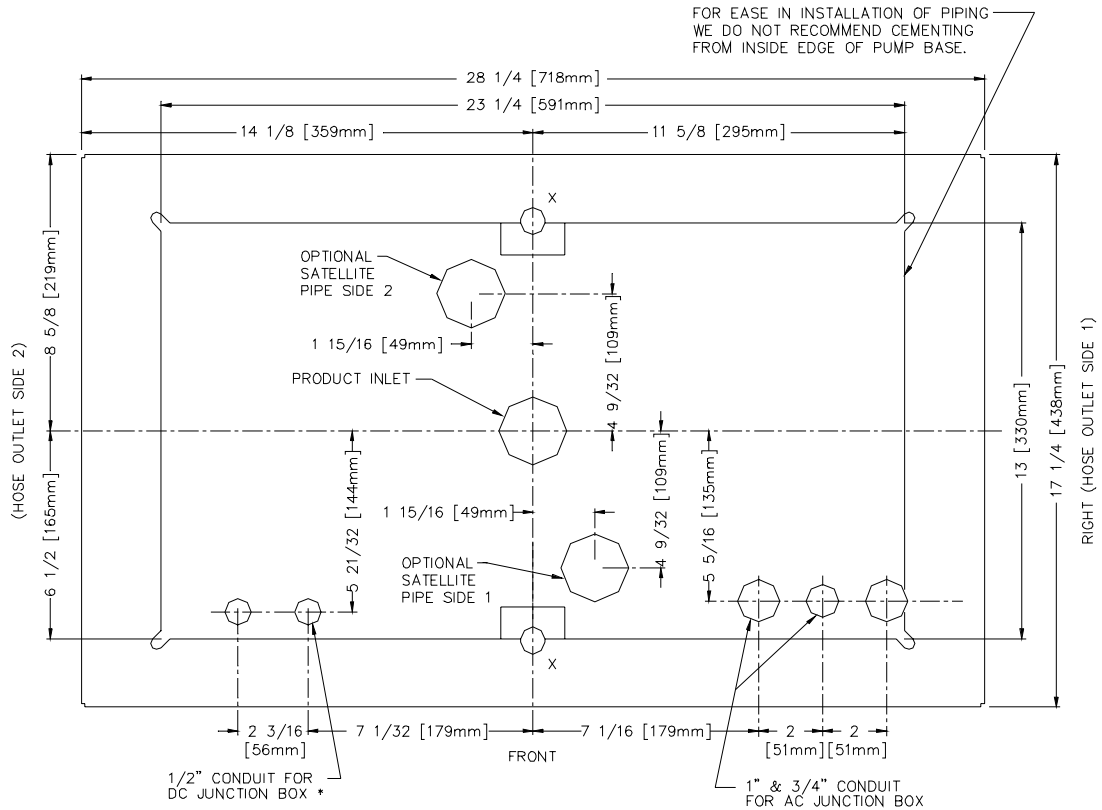 FOR EASE IN INSTALLATION OF PIPING
WE DO NOT RECOMMEND CEMENTING
FROM INSIDE EDGE OF PUMP BASE.
28 1/4 [718mm]
23 1/4 [591mm]
14 1/8 [359mm]
11 5/8 [295mm]
X
OPTIONAL
SATELLITE
PIPE SIDE 2
8 5/8 [219mm]
4 9/32 [109mm]
1 15/16 [49mm]
PRODUCT INLET
(HOSE OUTLET SIDE 2)
RIGHT (HOSE OUTLET SIDE 1)
13 [330mm]
17 1/4 [438mm]
6 1/2 [165mm]
5 21/32 [144mm]
1 15/16 [49mm]
4 9/32 [109mm]
5 5/16 [135mm]
OPTIONAL
SATELLITE
PIPE SIDE 1
X
2 3/16
[56mm]
7 1/32 [179mm]
7 1/16 [179mm]
2
[51mm]
2
[51mm]
FRONT
1/2" CONDUIT FOR
DC JUNCTION BOX *
1" & 3/4" CONDUIT
FOR AC JUNCTION BOX